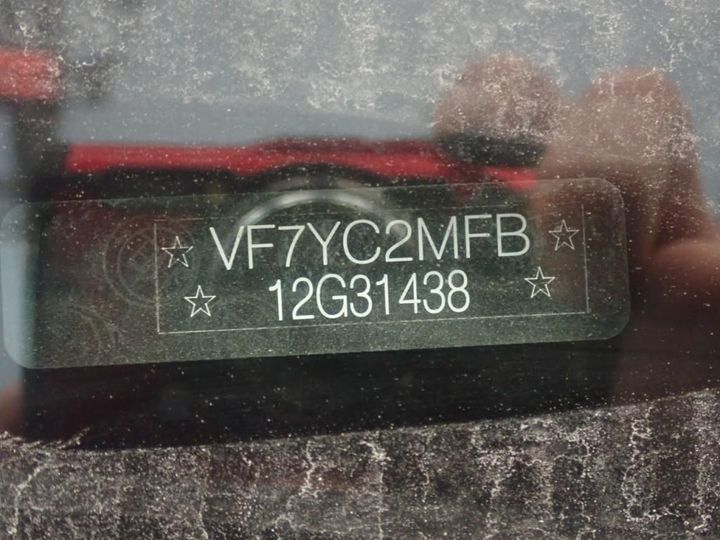 ☆ VF7YC2MFB ☆
☆ 12G31438 ☆